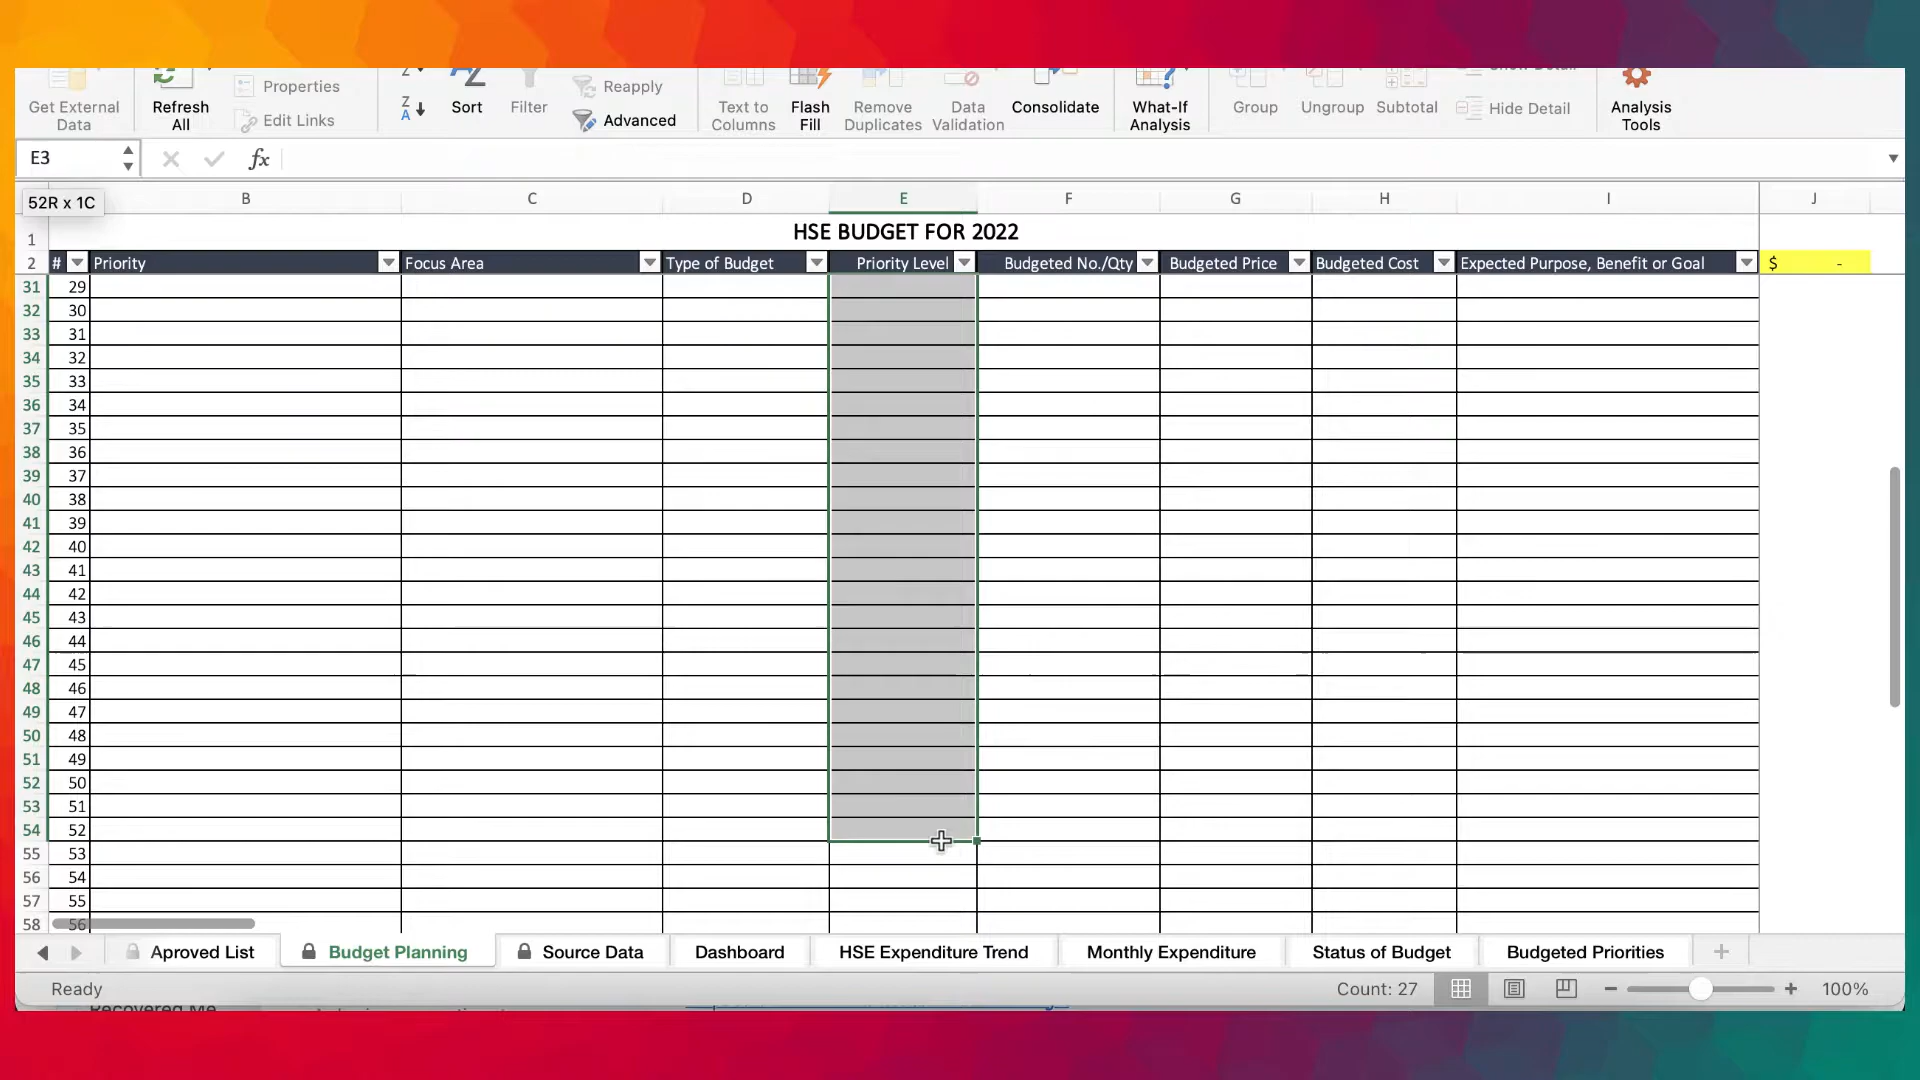 Get External
Data
Refresh
All
Properties
Edit Links
Z
Z
A
Sort
Filter
Reapply
Advanced
Text to
Columns
Flash
Fill
Remove
Duplicates
Data
Validation
Consolidate
What-If
Analysis
Group
Ungroup
Subtotal
Show Detail
Hide Detail
Analysis
Tools
E3
fx
52R x 1C
B C D E F G H I J
1 HSE BUDGET FOR 2022
2 # Priority Focus Area Type of Budget Priority Level Budgeted No./Qty Budgeted Price Budgeted Cost Expected Purpose, Benefit or Goal $ -
31 29
32 30
33 31
34 32
35 33
36 34
37 35
38 36
39 37
40 38
41 39
42 40
43 41
44 42
45 43
46 44
47 45
48 46
49 47
50 48
51 49
52 50
53 51
54 52
55 53
56 54
57 55
58 56
Aproved List Budget Planning Source Data Dashboard HSE Expenditure Trend Monthly Expenditure Status of Budget Budgeted Priorities
Ready Count: 27 100%
Recovered Me